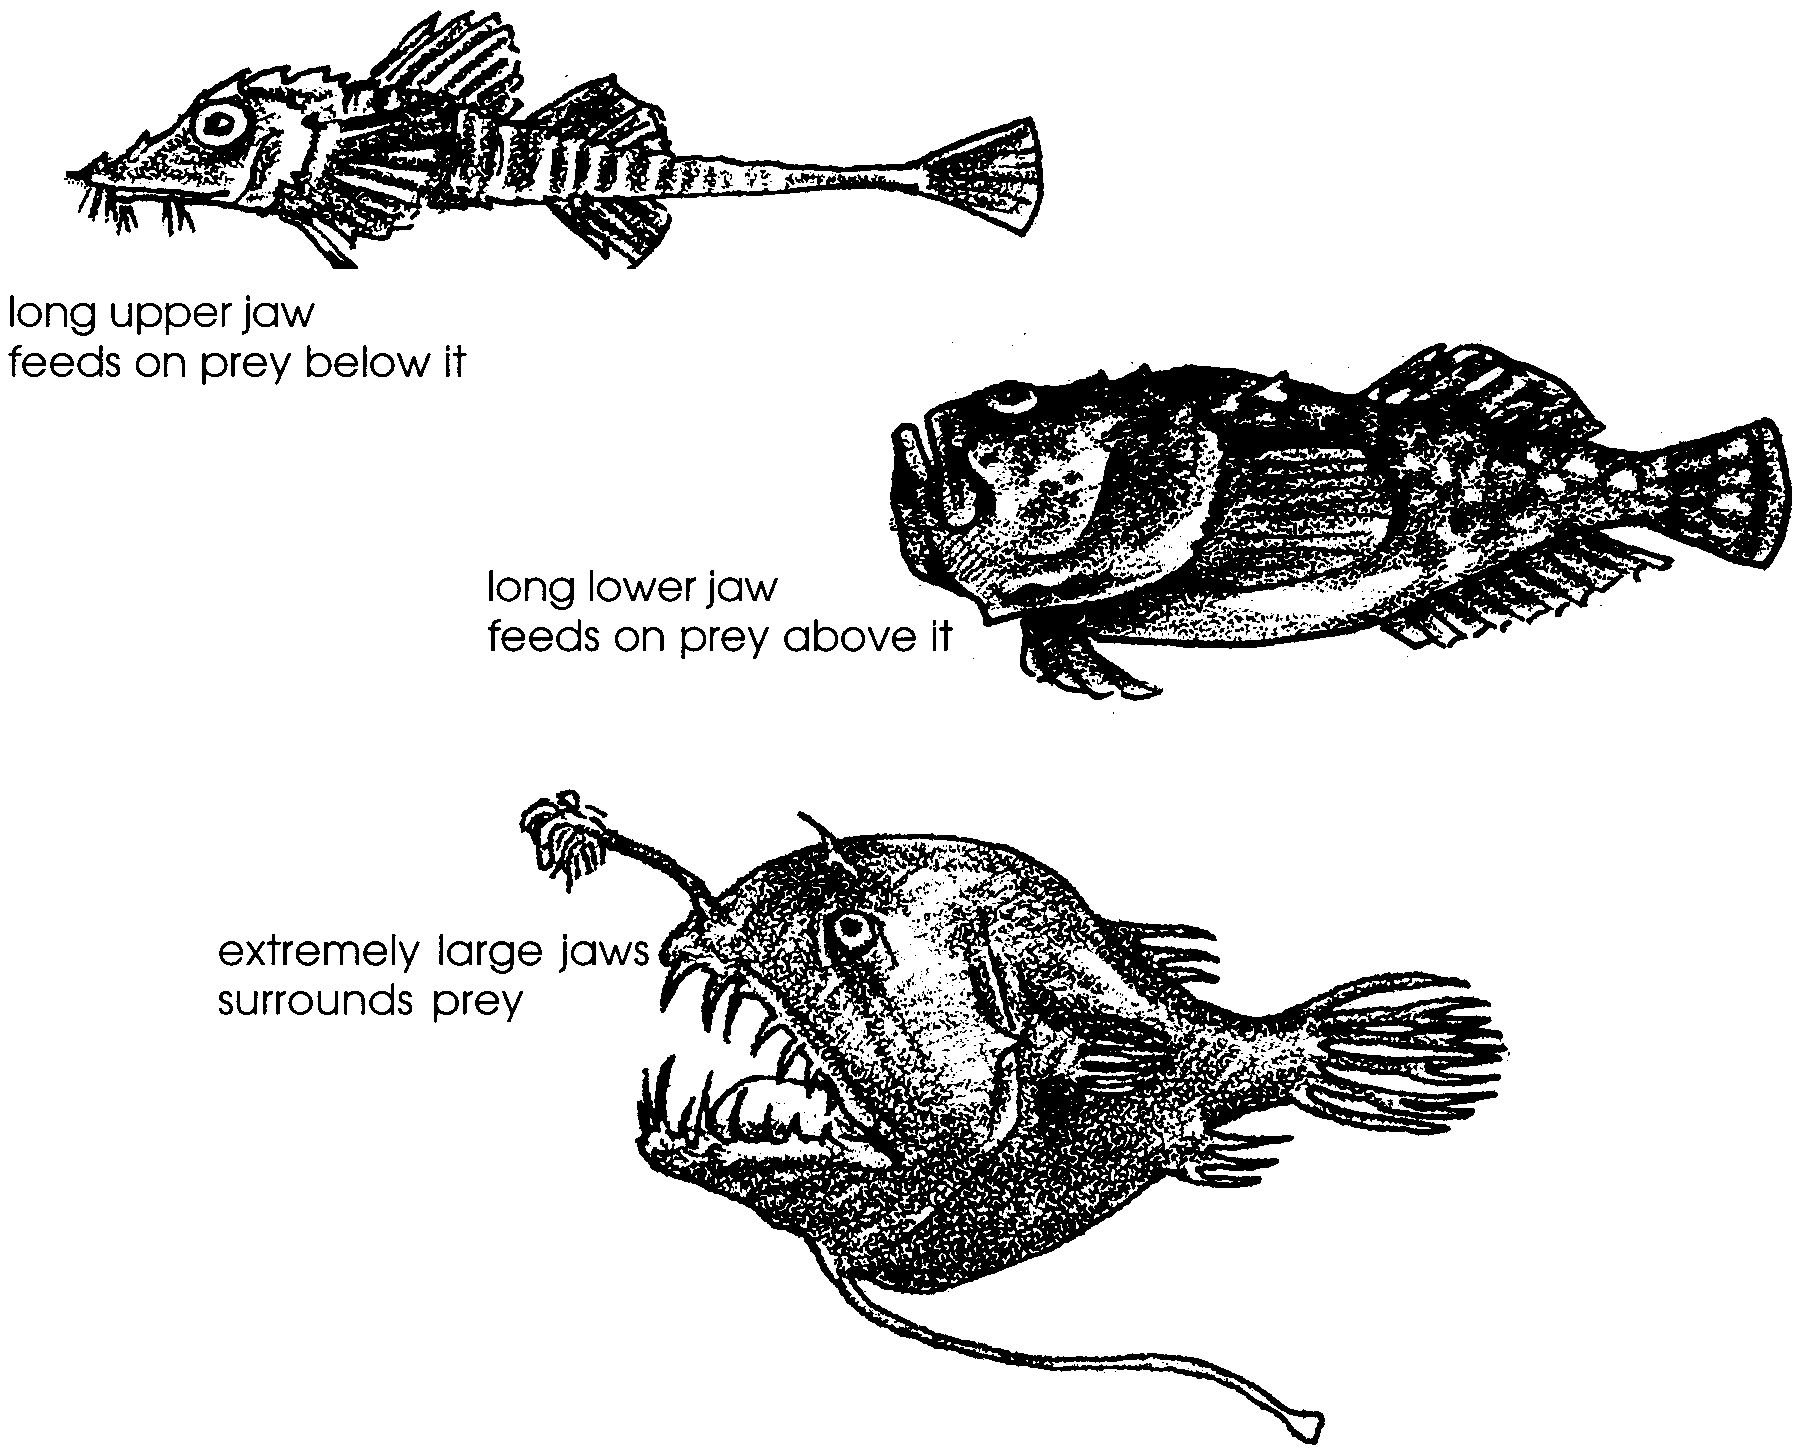 long upper jaw
feeds on prey below it
long lower jaw
feeds on prey above it
extremely large jaws
surrounds prey